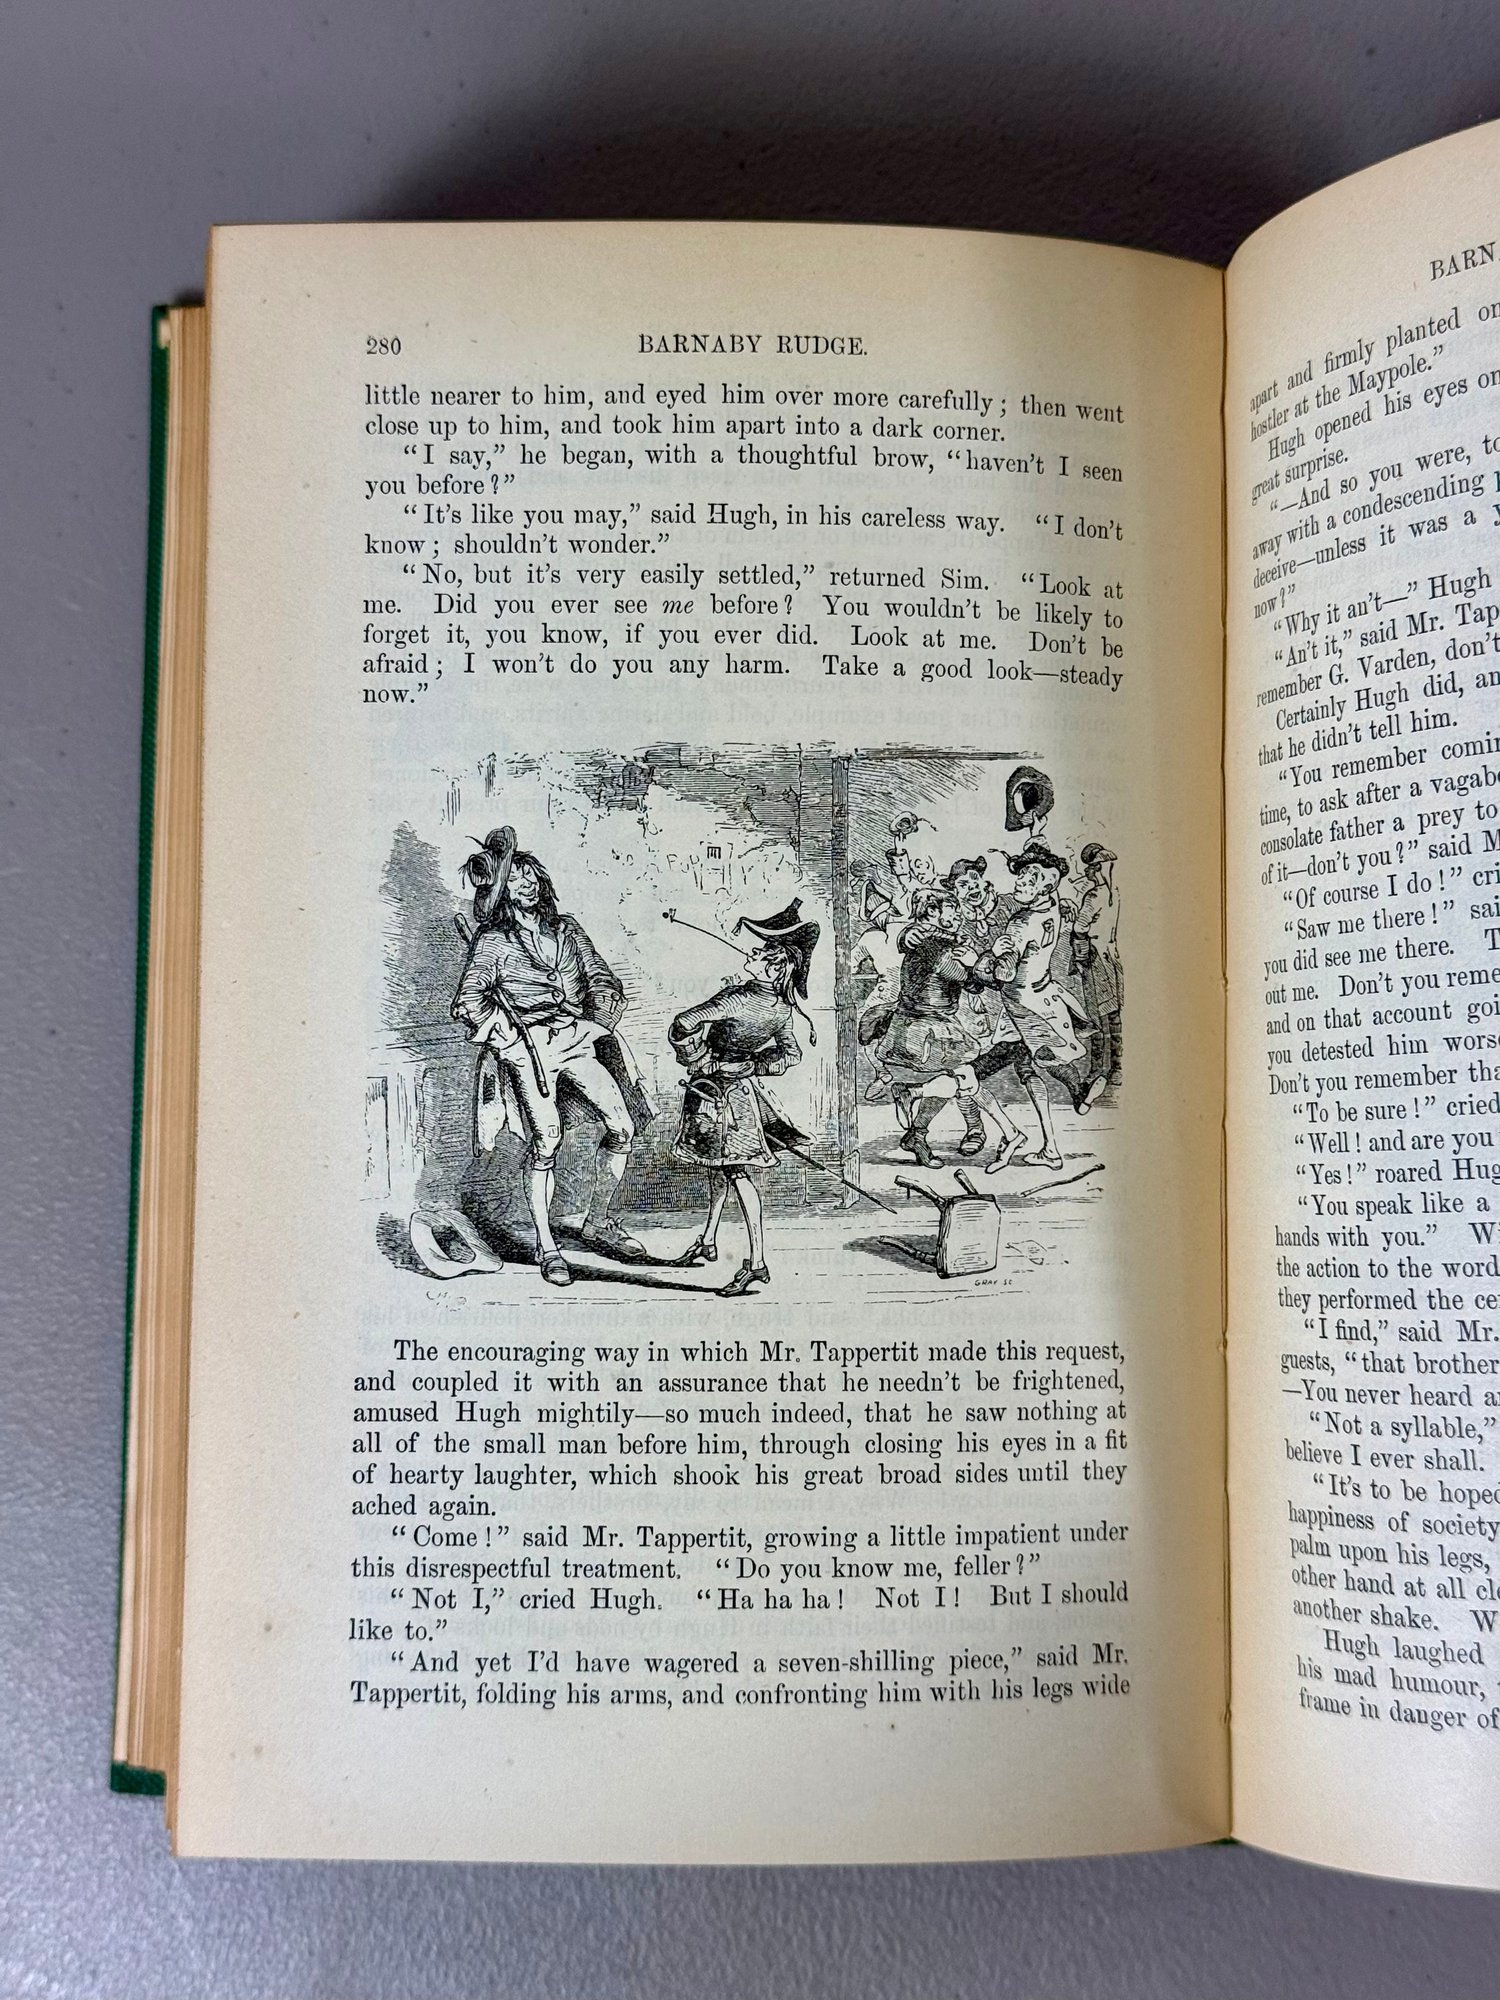 280 BARNABY RUDGE.
little nearer to him, and eyed him over more carefully; then went
close up to him, and took him apart into a dark corner.
“I say,” he began, with a thoughtful brow, “haven't I seen
you before?”
“It's like you may,” said Hugh, in his careless way. “I don't
know; shouldn't wonder.”
“No, but it's very easily settled,” returned Sim. “Look at
me. Did you ever see me before? You wouldn't be likely to
forget it, you know, if you ever did. Look at me. Don't be
afraid; I won't do you any harm. Take a good look—steady
now.”
GRAY SC
The encouraging way in which Mr. Tappertit made this request,
and coupled it with an assurance that he needn't be frightened,
amused Hugh mightily—so much indeed, that he saw nothing at
all of the small man before him, through closing his eyes in a fit
of hearty laughter, which shook his great broad sides until they
ached again.
“Come!” said Mr. Tappertit, growing a little impatient under
this disrespectful treatment. “Do you know me, feller?”
“Not I,” cried Hugh. “Ha ha ha! Not I! But I should
like to.”
“And yet I'd have wagered a seven-shilling piece,” said Mr.
Tappertit, folding his arms, and confronting him with his legs wide
BARN
apart and firmly planted on
hostler at the Maypole.”
Hugh opened his eyes on
great surprise.
“—And so you were, to
away with a condescending
deceive—unless it was a
now?”
“Why it an't—” Hugh
“An't it,” said Mr. Tap
remember G. Varden, don't
Certainly Hugh did, an
that he didn't tell him.
“You remember comin
time, to ask after a vagab
consolate father a prey to
of it—don't you?” said M
“Of course I do!” cri
“Saw me there!” sai
you did see me there. T
out me. Don't you reme
and on that account goi
you detested him wors
Don't you remember tha
“To be sure!” cried
“Well! and are you
“Yes!” roared Hug
“You speak like a
hands with you.” Wi
the action to the word
they performed the ce
“I find,” said Mr.
guests, “that brother
—You never heard a
“Not a syllable,”
believe I ever shall.
“It's to be hoped
happiness of society
palm upon his legs,
other hand at all cl
another shake. W
Hugh laughed
his mad humour,
frame in danger of